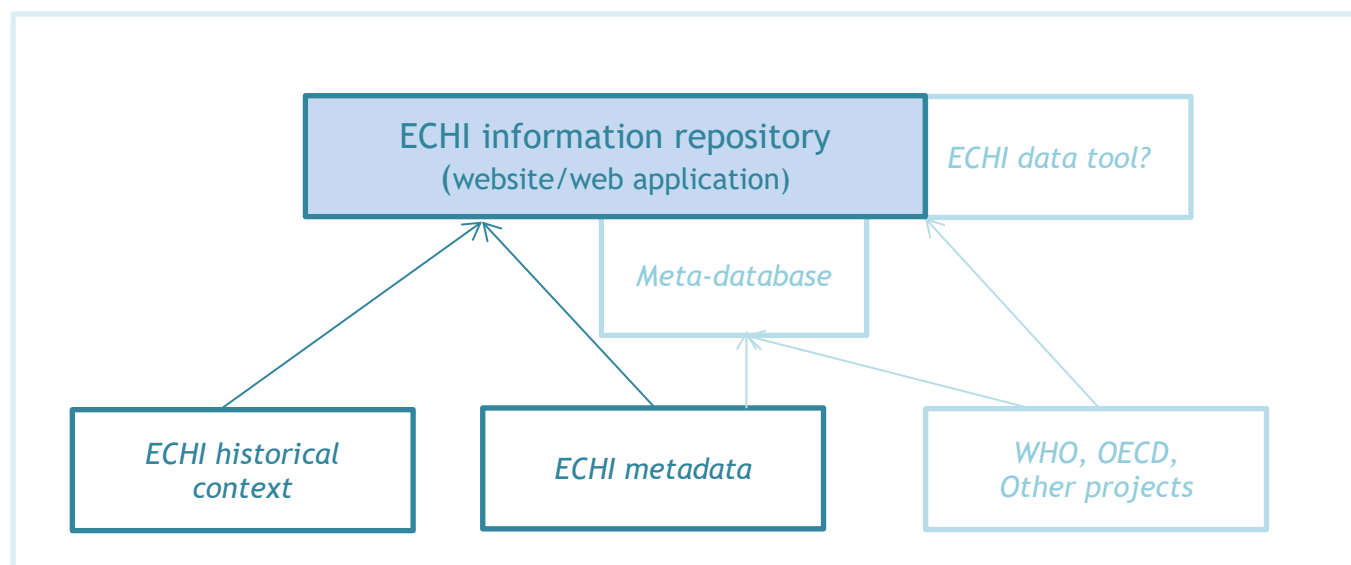 ECHI information repository
(website/web application)
ECHI data tool?
Meta-database
ECHI historical
context
ECHI metadata
WHO, OECD,
Other projects